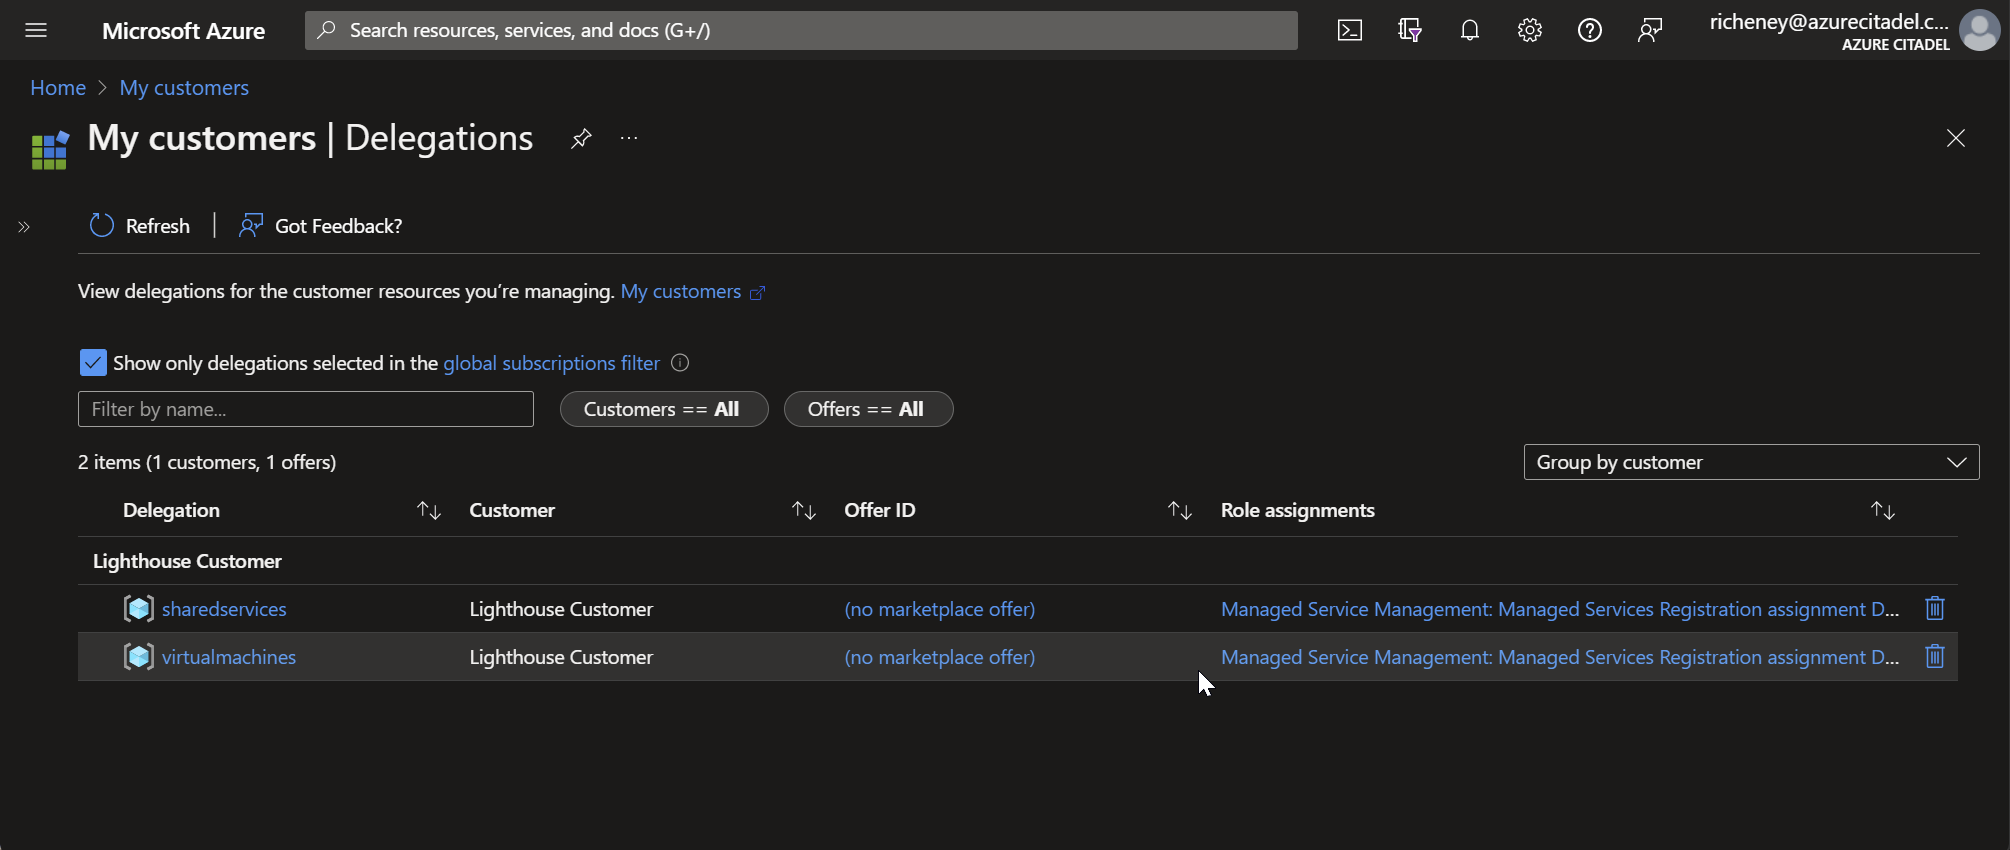 Microsoft Azure
Search resources, services, and docs (G+/)
richeney@azurecitadel.c...
AZURE CITADEL
Home > My customers
My customers | Delegations
...
Refresh | Got Feedback?
View delegations for the customer resources you're managing. My customers
Show only delegations selected in the global subscriptions filter
Filter by name...
Customers == All
Offers == All
2 items (1 customers, 1 offers)
Group by customer
Delegation Customer Offer ID Role assignments
Lighthouse Customer
sharedservices Lighthouse Customer (no marketplace offer) Managed Service Management: Managed Services Registration assignment D...
virtualmachines Lighthouse Customer (no marketplace offer) Managed Service Management: Managed Services Registration assignment D...